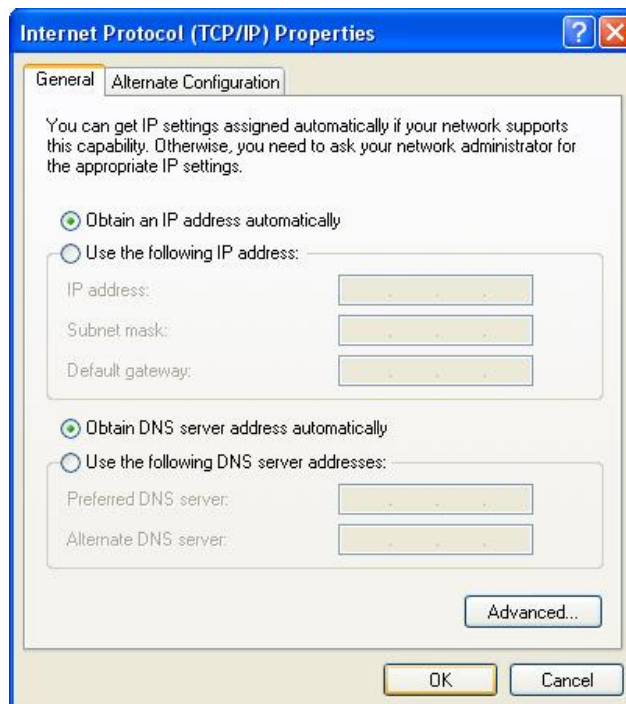 Internet Protocol (TCP/IP) Properties
?
General
Alternate Configuration
You can get IP settings assigned automatically if your network supports
this capability. Otherwise, you need to ask your network administrator for
the appropriate IP settings.
Obtain an IP address automatically
Use the following IP address:
IP address:
Subnet mask:
Default gateway:
Obtain DNS server address automatically
Use the following DNS server addresses:
Preferred DNS server:
Alternate DNS server:
Advanced...
OK
Cancel